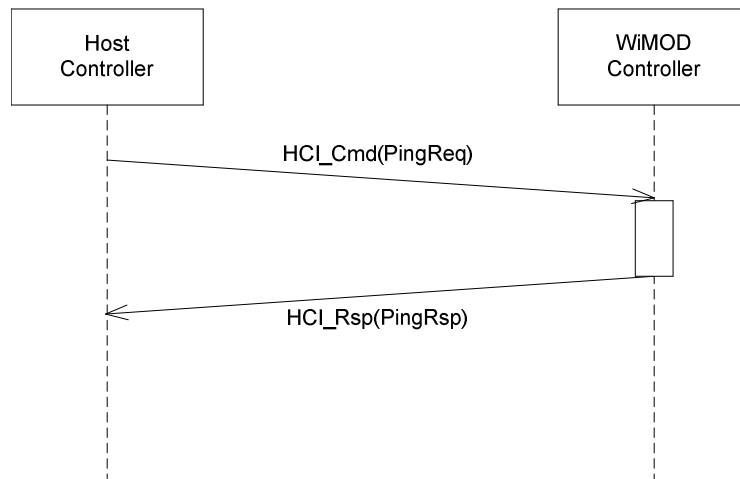 Host
Controller
WiMOD
Controller
HCI_Cmd(PingReq)
HCI_Rsp(PingRsp)